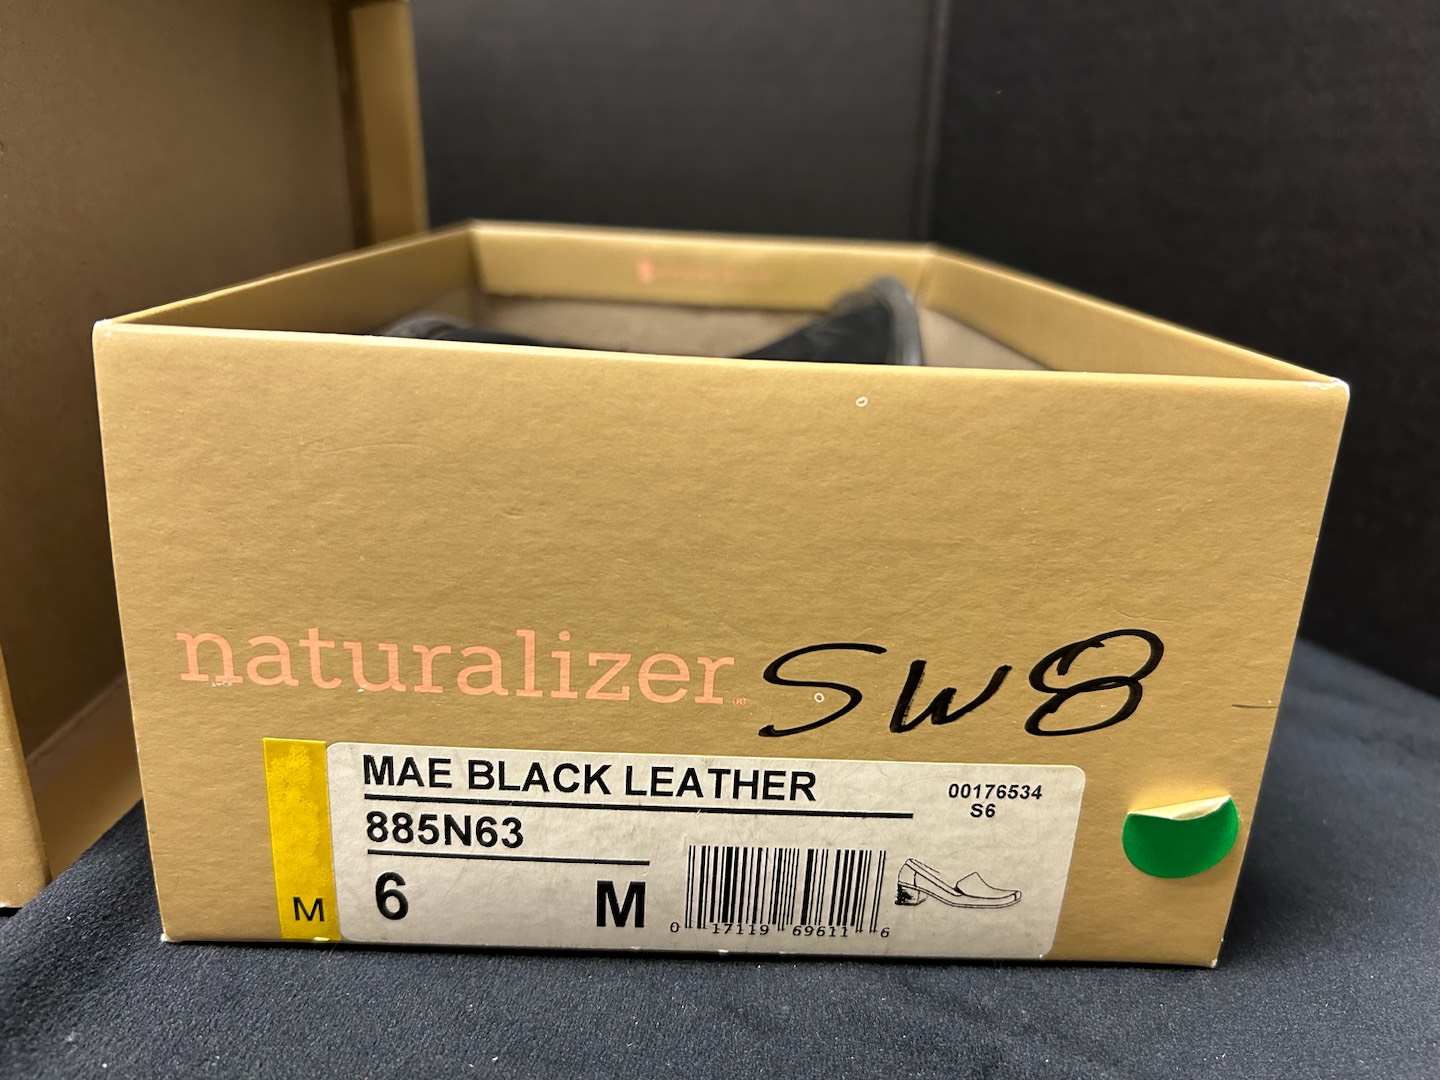 naturalizer®
SW8
MAE BLACK LEATHER
00176534
S6
885N63
M
6
M
0 17119 69611 6